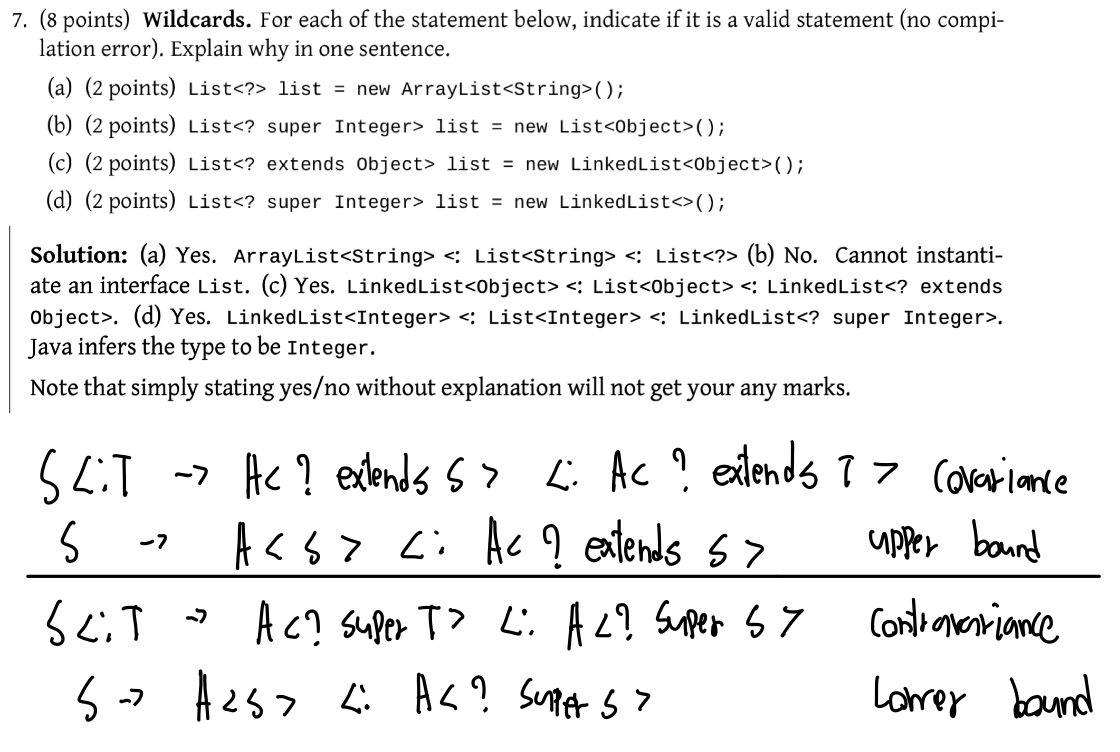 7. (8 points) Wildcards. For each of the statement below, indicate if it is a valid statement (no compi-
lation error). Explain why in one sentence.
(a) (2 points) List<?> list = new ArrayList<String>();
(b) (2 points) List<? super Integer> list = new List<Object>();
(c) (2 points) List<? extends Object> list = new LinkedList<Object>();
(d) (2 points) List<? super Integer> list = new LinkedList<>();
Solution: (a) Yes. ArrayList<String> <: List<String> <: List<?> (b) No. Cannot instanti-
ate an interface List. (c) Yes. LinkedList<Object> <: List<Object> <: LinkedList<? extends
Object>. (d) Yes. LinkedList<Integer> <: List<Integer> <: LinkedList<? super Integer>.
Java infers the type to be Integer.
Note that simply stating yes/no without explanation will not get your any marks.
S <: T -> A<? extends S> <: A<? extends T> Covariance
S -> A<S> <: A<? extends S> upper bound
S <: T -> A<? super T> <: A<? super S> Contravariance
S -> A<S> <: A<? super S> Lower bound